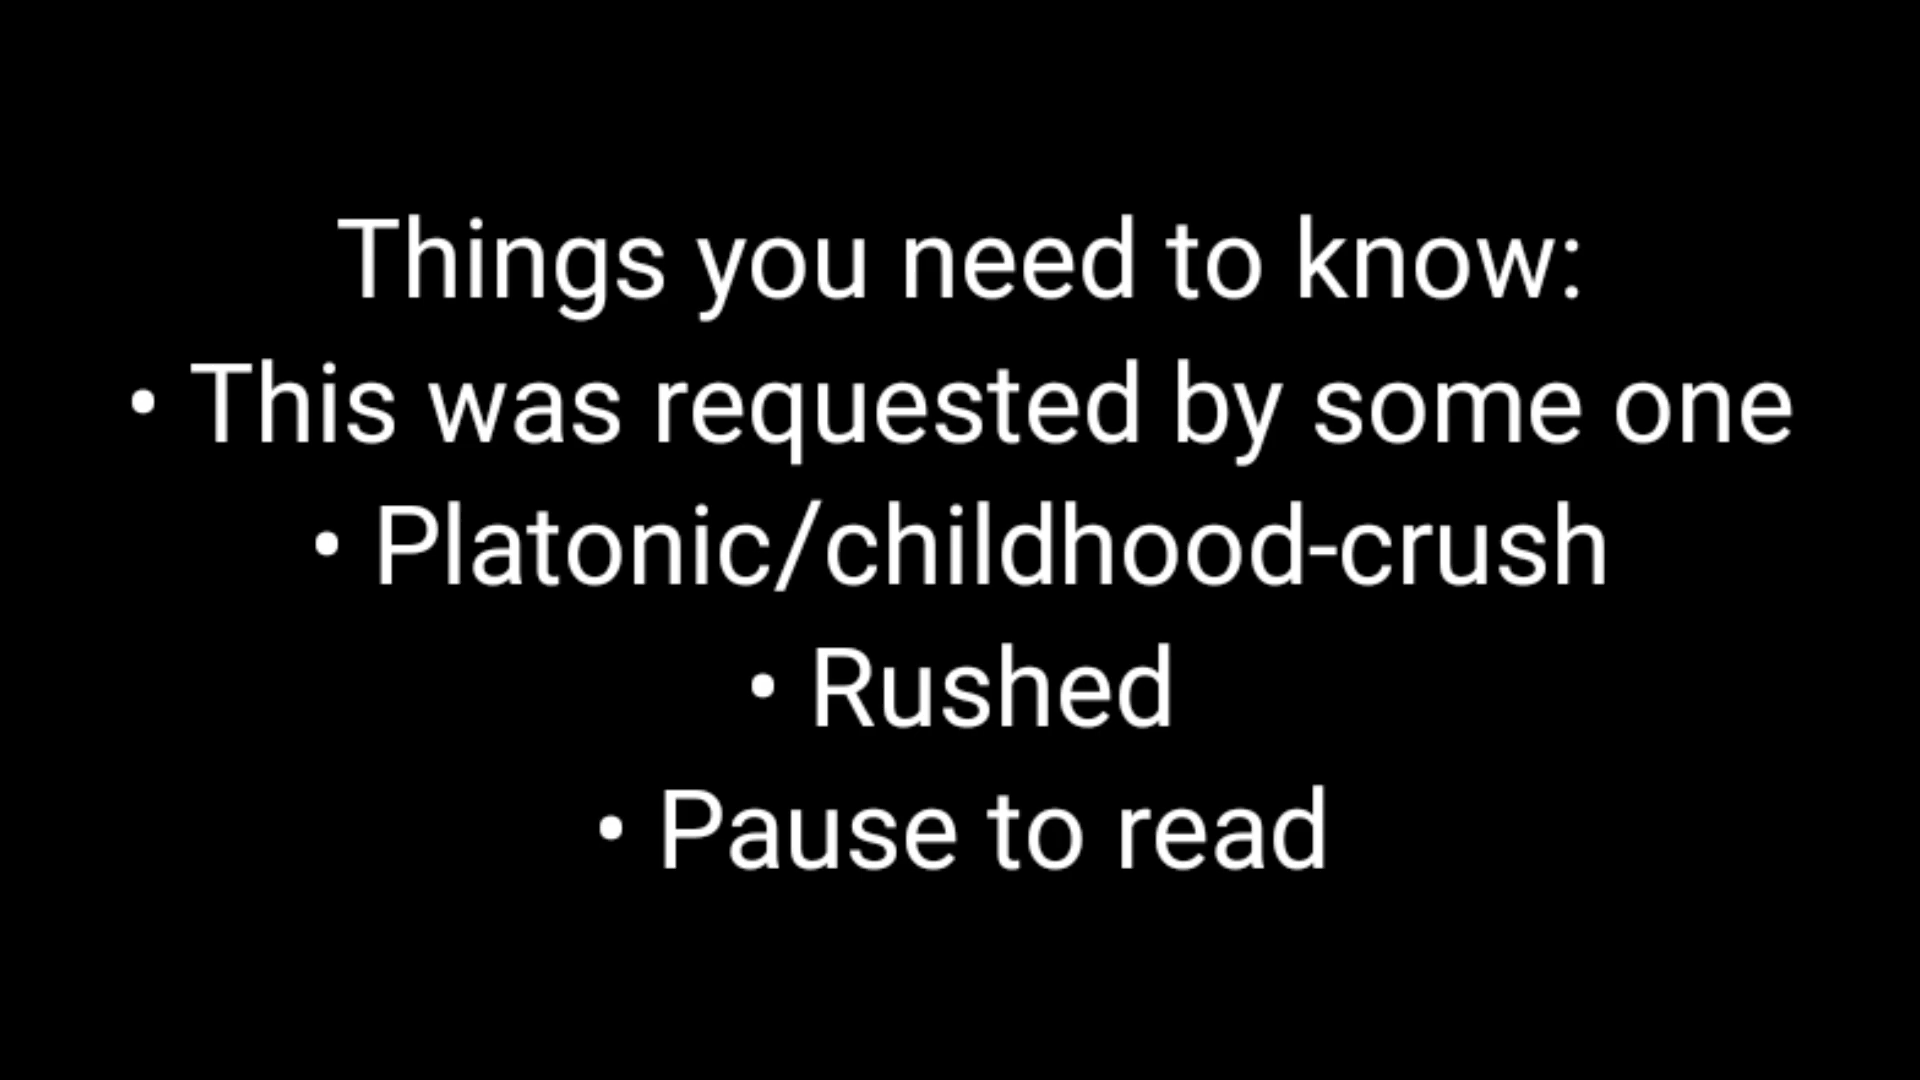 Things you need to know:
• This was requested by some one
• Platonic/childhood-crush
• Rushed
• Pause to read